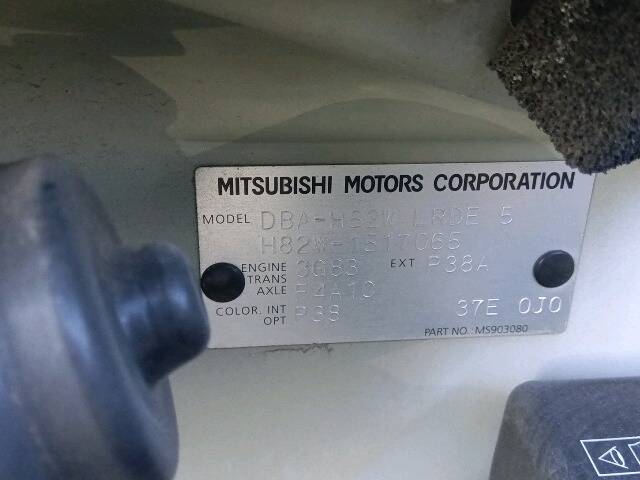 MITSUBISHI MOTORS CORPORATION
MODEL DBA-H82W LRDE 5
H82W-1517065
ENGINE 3G83 EXT P38A
TRANS
AXLE F4A10
COLOR. INT P38 37E 0J0
OPT
PART NO.: MS903080